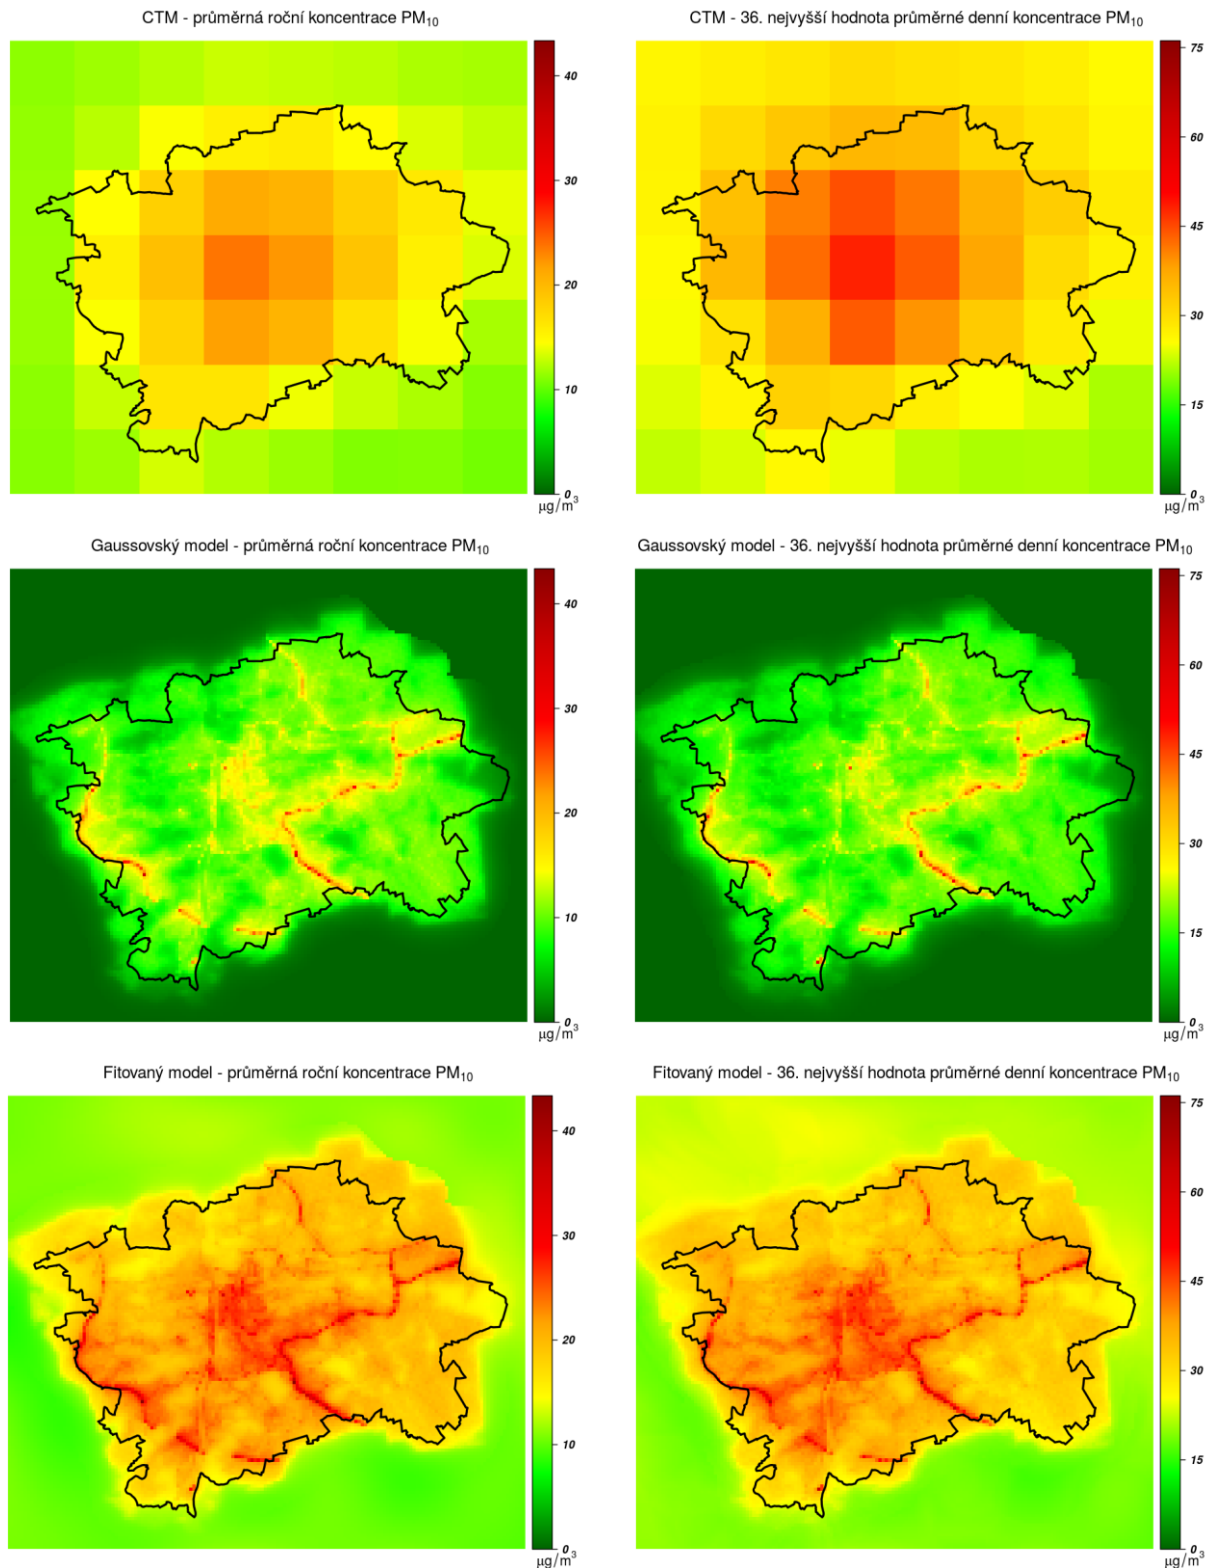 CTM - průměrná roční koncentrace PM₁₀
40
30
20
10
0
μg/m³
CTM - 36. nejvyšší hodnota průměrné denní koncentrace PM₁₀
75
60
45
30
15
0
μg/m³
Gaussovský model - průměrná roční koncentrace PM₁₀
40
30
20
10
0
μg/m³
Gaussovský model - 36. nejvyšší hodnota průměrné denní koncentrace PM₁₀
75
60
45
30
15
0
μg/m³
Fitovaný model - průměrná roční koncentrace PM₁₀
40
30
20
10
0
μg/m³
Fitovaný model - 36. nejvyšší hodnota průměrné denní koncentrace PM₁₀
75
60
45
30
15
0
μg/m³